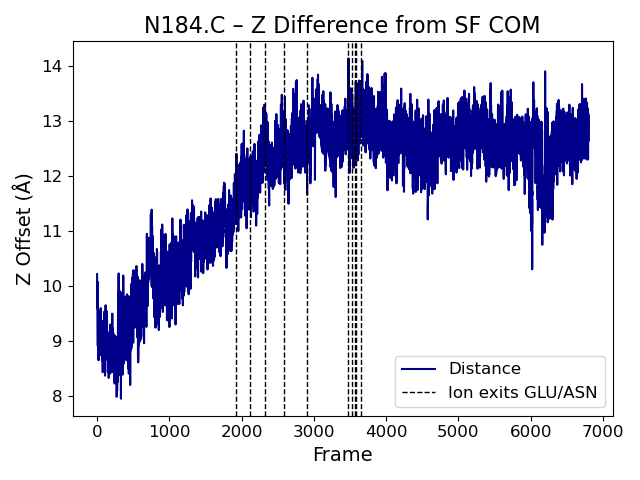 N184.C – Z Difference from SF COM
Z Offset (Å)
14
13
12
11
10
9
8
0 1000 2000 3000 4000 5000 6000 7000
Frame
Distance
Ion exits GLU/ASN